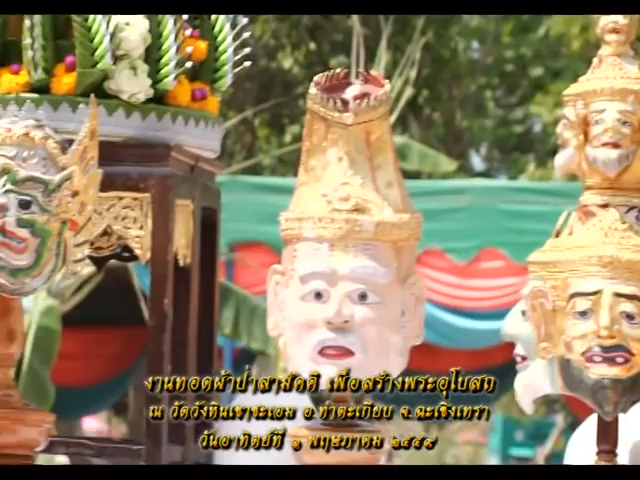 งานทอดผ้าป่าสามัคคี เพื่อสร้างพระอุโบสถ
ณ วัดวังหินเขาชะเอม อ.ท่าตะเกียบ จ.ฉะเชิงเทรา
วันอาทิตย์ที่ ๑ พฤษภาคม ๒๕๕๙